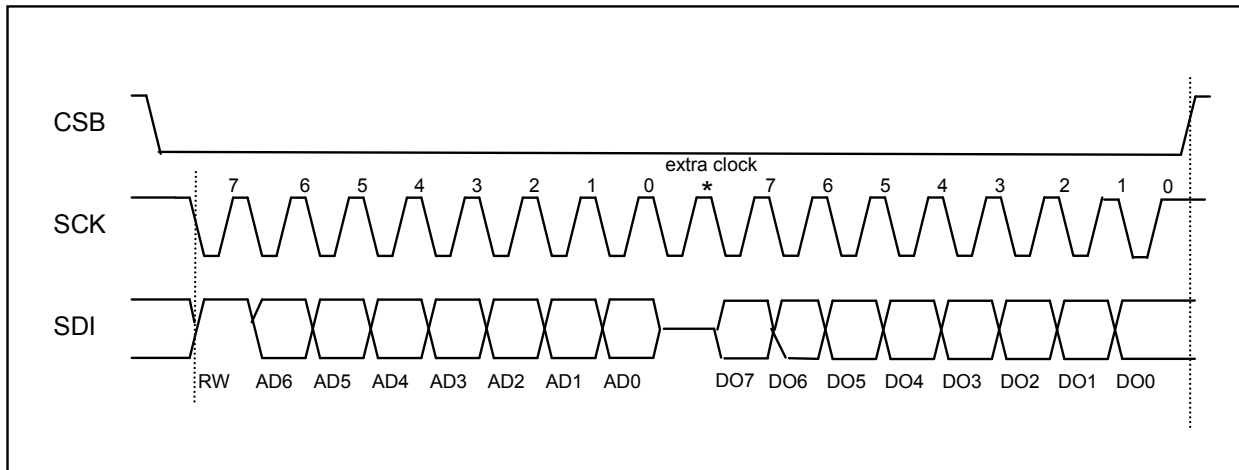 CSB
extra clock
7 6 5 4 3 2 1 0 * 7 6 5 4 3 2 1 0
SCK
SDI
RW AD6 AD5 AD4 AD3 AD2 AD1 AD0 DO7 DO6 DO5 DO4 DO3 DO2 DO1 DO0